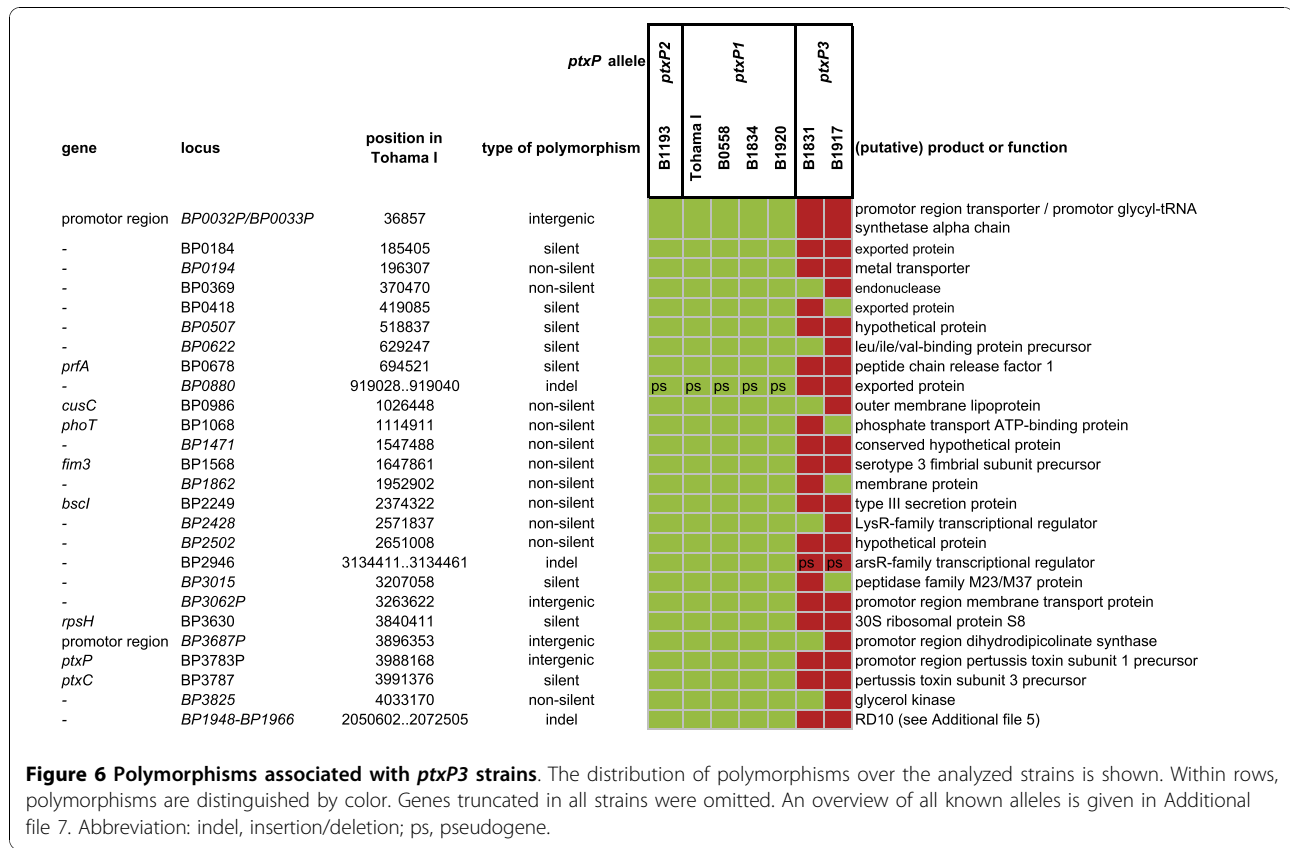 ptxP allele ptxP2 ptxP1 ptxP3
gene locus position in Tohama I type of polymorphism B1193 Tohama I B0558 B1834 B1920 B1831 B1917 (putative) product or function
promotor region BP0032P/BP0033P 36857 intergenic promotor region transporter / promotor glycyl-tRNA
synthetase alpha chain
- BP0184 185405 silent exported protein
- BP0194 196307 non-silent metal transporter
- BP0369 370470 non-silent endonuclease
- BP0418 419085 silent exported protein
- BP0507 518837 silent hypothetical protein
- BP0622 629247 silent leu/ile/val-binding protein precursor
prfA BP0678 694521 silent peptide chain release factor 1
- BP0880 919028..919040 indel ps ps ps ps ps exported protein
cusC BP0986 1026448 non-silent outer membrane lipoprotein
phoT BP1068 1114911 non-silent phosphate transport ATP-binding protein
- BP1471 1547488 non-silent conserved hypothetical protein
fim3 BP1568 1647861 non-silent serotype 3 fimbrial subunit precursor
- BP1862 1952902 non-silent membrane protein
bscI BP2249 2374322 non-silent type III secretion protein
- BP2428 2571837 non-silent LysR-family transcriptional regulator
- BP2502 2651008 non-silent hypothetical protein
- BP2946 3134411..3134461 indel ps ps arsR-family transcriptional regulator
- BP3015 3207058 silent peptidase family M23/M37 protein
- BP3062P 3263622 intergenic promotor region membrane transport protein
rpsH BP3630 3840411 silent 30S ribosomal protein S8
promotor region BP3687P 3896353 intergenic promotor region dihydrodipicolinate synthase
ptxP BP3783P 3988168 intergenic promotor region pertussis toxin subunit 1 precursor
ptxC BP3787 3991376 silent pertussis toxin subunit 3 precursor
- BP3825 4033170 non-silent glycerol kinase
- BP1948-BP1966 2050602..2072505 indel RD10 (see Additional file 5)
Figure 6 Polymorphisms associated with ptxP3 strains. The distribution of polymorphisms over the analyzed strains is shown. Within rows,
polymorphisms are distinguished by color. Genes truncated in all strains were omitted. An overview of all known alleles is given in Additional
file 7. Abbreviation: indel, insertion/deletion; ps, pseudogene.